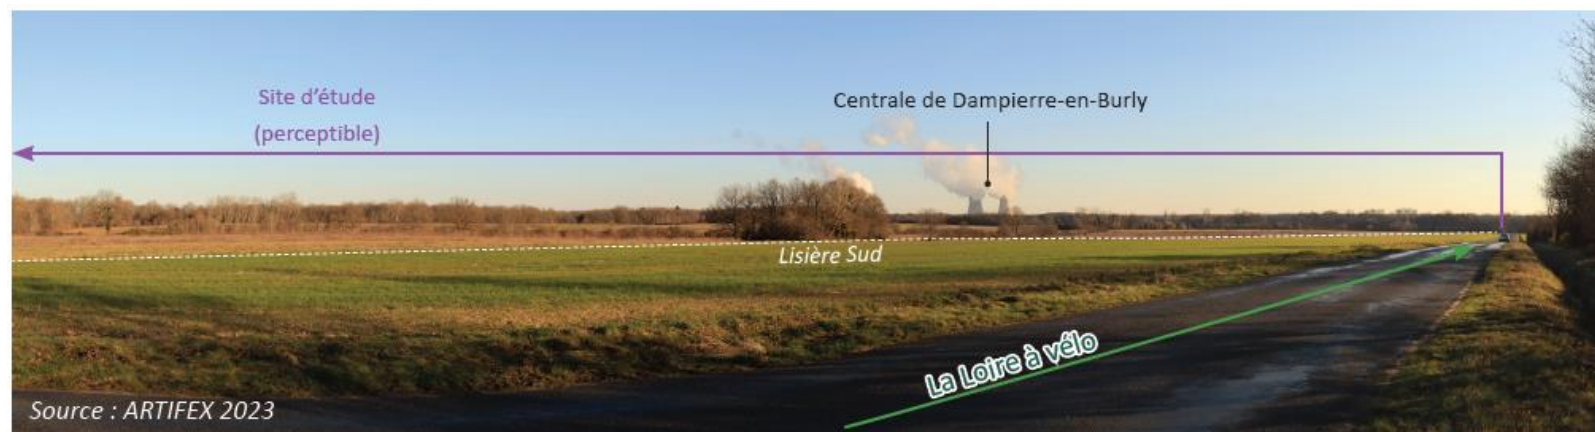 Site d'étude
(perceptible)
Centrale de Dampierre-en-Burly
Lisière Sud
La Loire à vélo
Source : ARTIFEX 2023